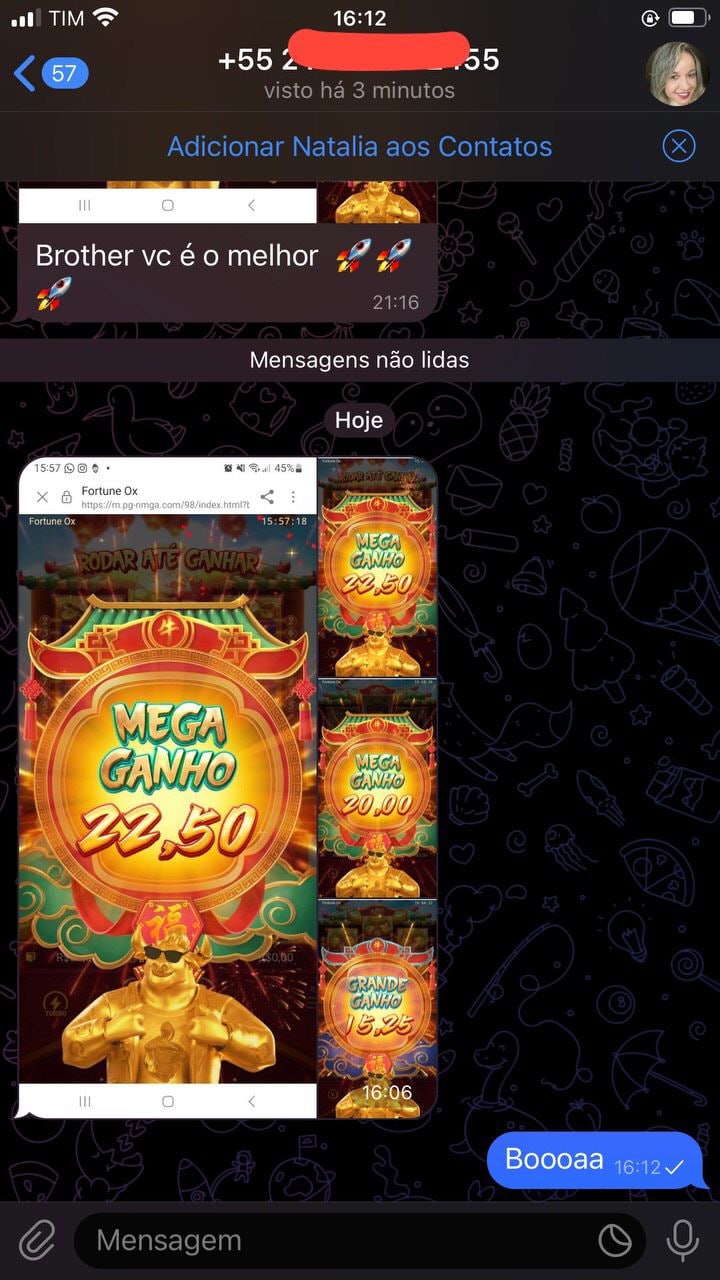 TIM
16:12
57
+55 2
55
visto há 3 minutos
Adicionar Natalia aos Contatos
Brother vc é o melhor 🚀🚀
🚀
21:16
Mensagens não lidas
Hoje
15:57
45%
Fortune Ox
https://m.pg-nmga.com/98/index.html?
Fortune Ox
15:57:18
RODAR ATÉ GANHAR
牛
MEGA
GANHO
22,50
福
TURBO
RODAR ATÉ GANHAR
MEGA
GANHO
22,50
MEGA
GANHO
20,00
GRANDE
GANHO
15,25
16:06
Boooaa
16:12
Mensagem